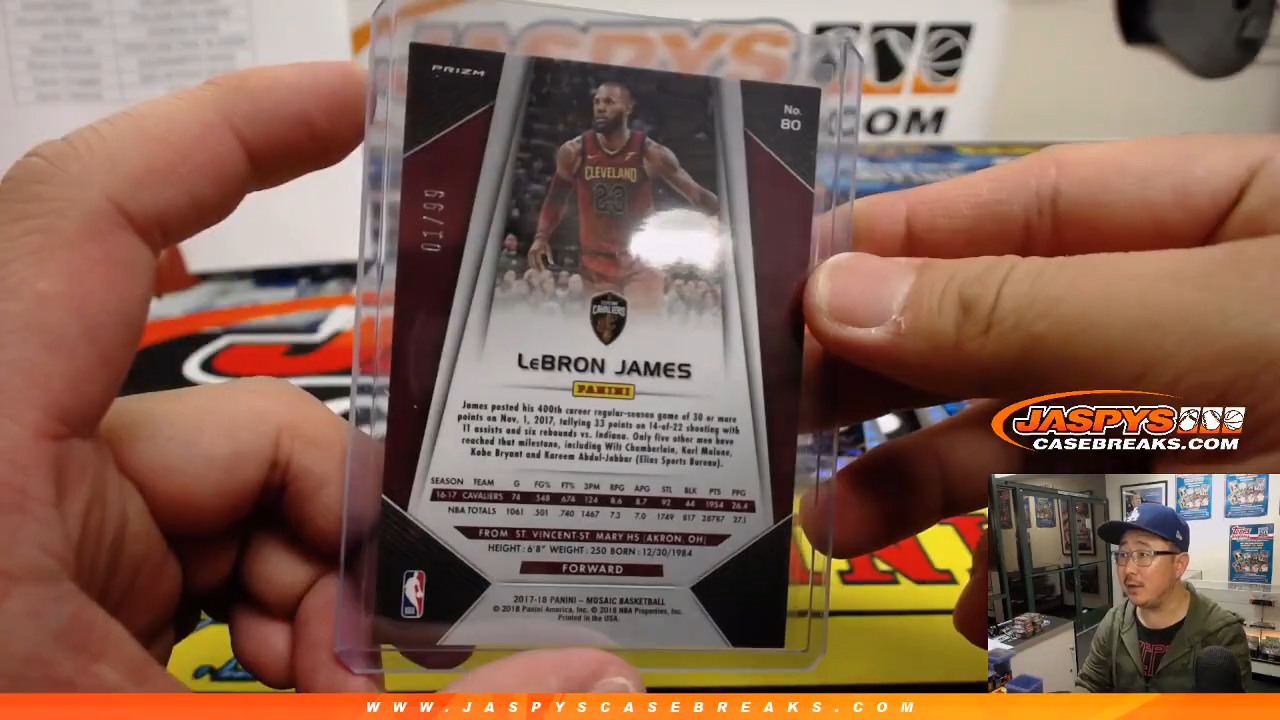 JASPYS
.COM
PRIZM
No.
80
01/99
CLEVELAND
23
CAVALIERS
LeBRON JAMES
PANINI
James posted his 400th career regular-season game of 30 or more
points on Nov. 1, 2017, tallying 33 points on 14-of-22 shooting with
11 assists and six rebounds vs. Indiana. Only five other men have
reached that milestone, including Wilt Chamberlain, Karl Malone,
Kobe Bryant and Kareem Abdul-Jabbar (Elias Sports Bureau).
SEASON TEAM G FG% FT% 3PM RPG APG STL BLK PTS PPG
16-17 CAVALIERS 74 .548 .674 124 8.6 8.7 92 44 1954 26.4
NBA TOTALS 1061 .501 .740 1467 7.3 7.0 1749 817 28787 27.1
FROM ST. VINCENT-ST MARY HS (AKRON, OH)
HEIGHT: 6'8" WEIGHT: 250 BORN: 12/30/1984
FORWARD
NBA
2017-18 PANINI – MOSAIC BASKETBALL
© 2018 Panini America, Inc. © 2018 NBA Properties, Inc.
Printed in the USA.
JASPYS
CASEBREAKS.COM
WWW.JASPYSCASEBREAKS.COM